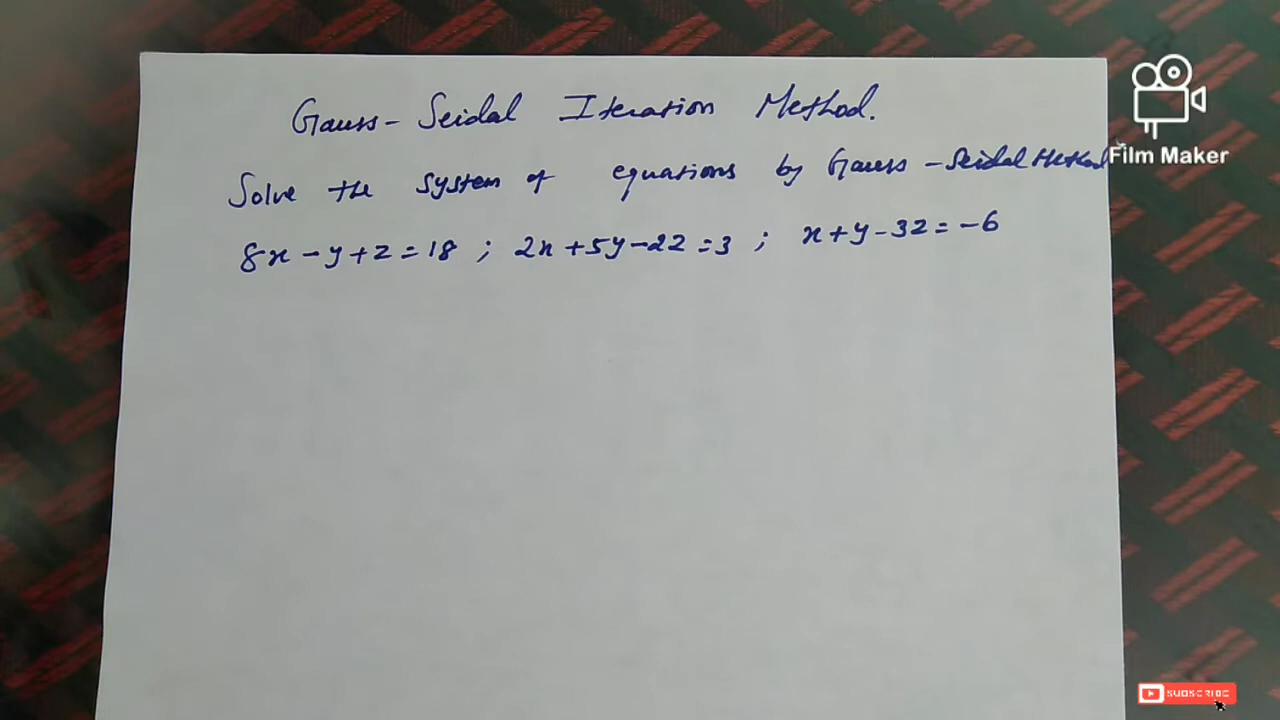 Gauss-Seidal Iteration Method.
Solve the system of equations by Gauss-Seidal Method
8x-y+z=18 ; 2x+5y-2z=3 ; x+y-3z=-6
Film Maker
SUBSCRIBE